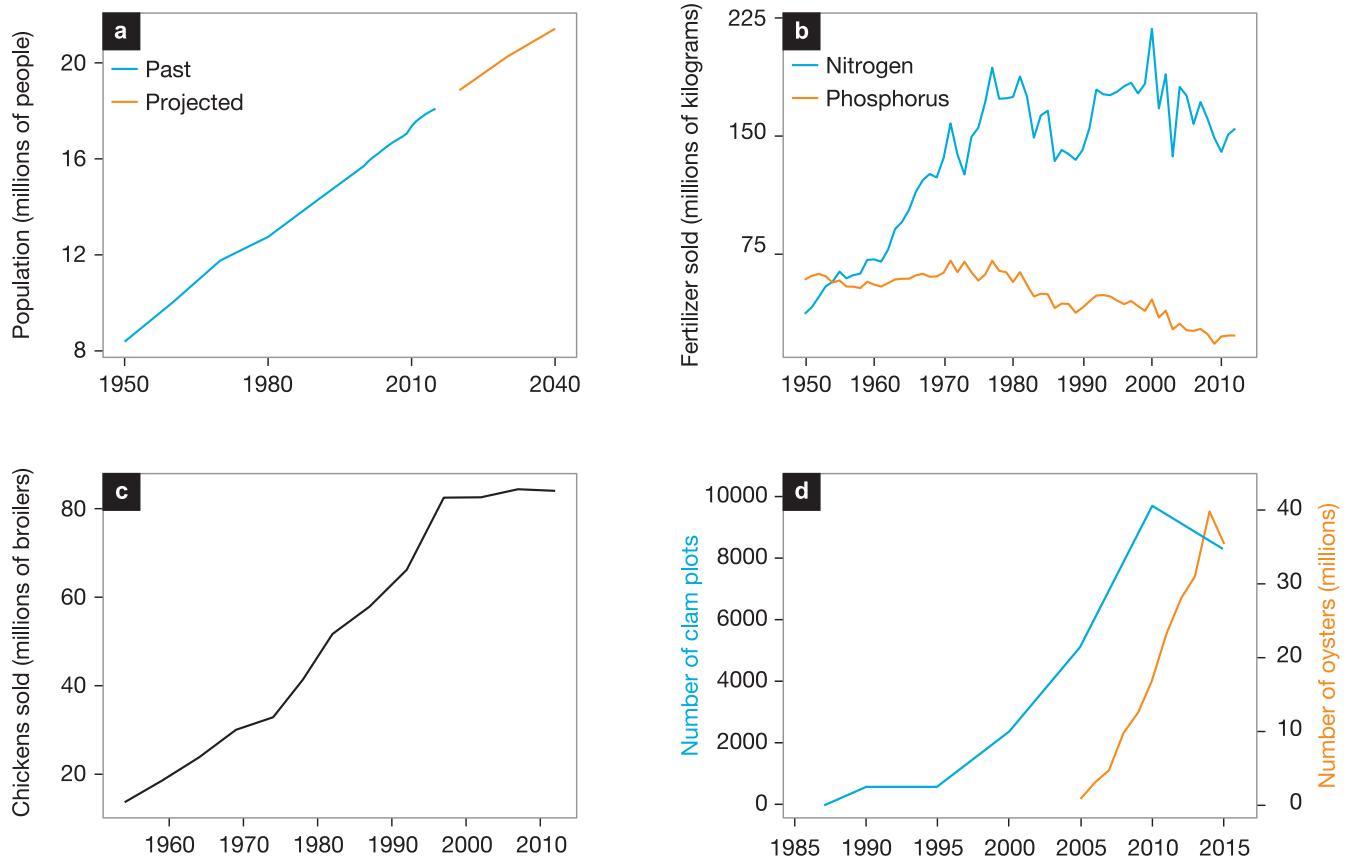 a
Past
Projected
Population (millions of people)
20
16
12
8
1950 1980 2010 2040
b
Nitrogen
Phosphorus
Fertilizer sold (millions of kilograms)
225
150
75
1950 1960 1970 1980 1990 2000 2010
c
Chickens sold (millions of broilers)
80
60
40
20
1960 1970 1980 1990 2000 2010
d
Number of clam plots
10000
8000
6000
4000
2000
0
40
30
20
10
0
Number of oysters (millions)
1985 1990 1995 2000 2005 2010 2015